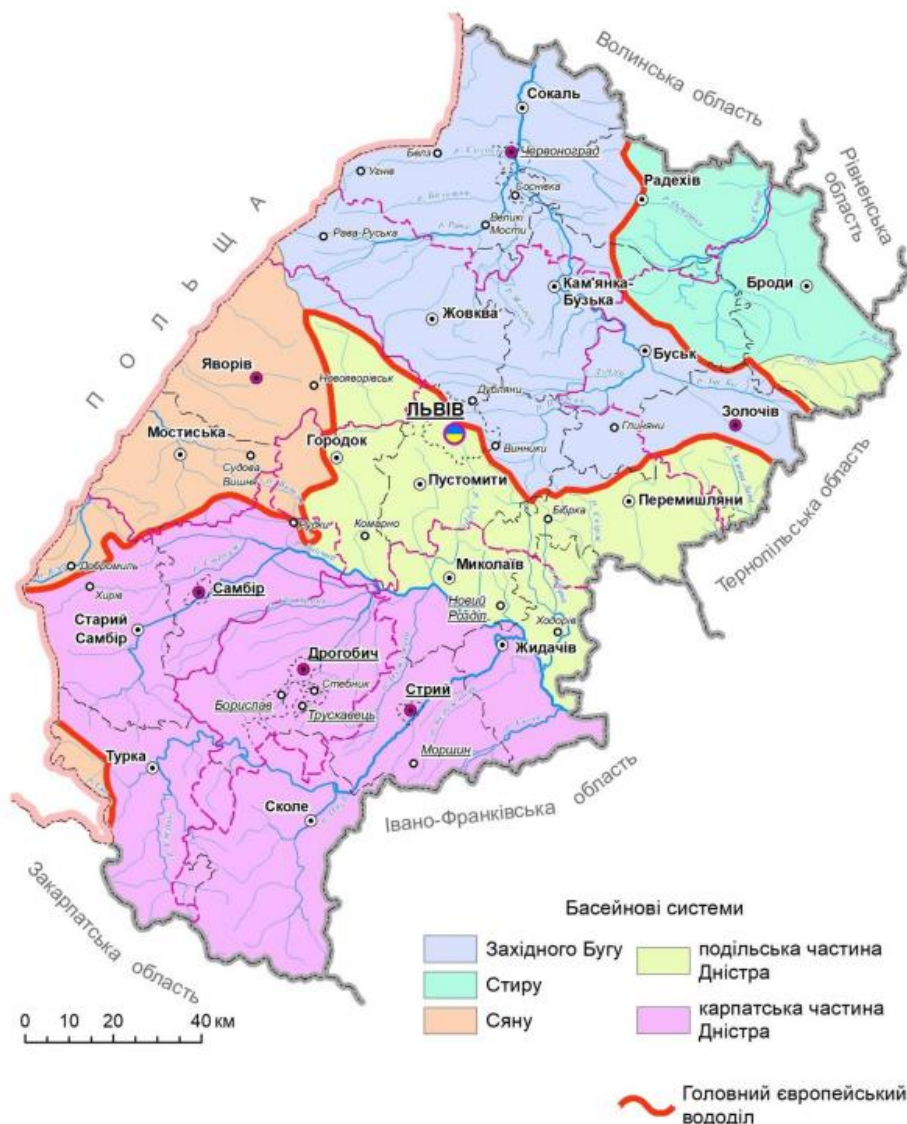 Волинська область
Рівненська
область
ПОЛЬЩА
Сокаль
Белз
Червоноград
Угнів
Соснівка
Радехів
Великі
Мости
Рава-Руська
Кам'янка-
Бузька
Броди
Жовква
Буськ
Яворів
Новояворівськ
Дубляни
ЛЬВІВ
Золочів
Глиняни
Мостиська
Городок
Винники
Судова
Вишня
Пустомити
Перемишляни
Бібрка
Тернопільська область
Рудки
Комарно
Добромиль
Хирів
Миколаїв
Самбір
Новий
Розділ
Старий
Самбір
Ходорів
Жидачів
Дрогобич
Стебник
Борислав
Трускавець
Стрий
Моршин
Турка
Сколе
Івано-Франківська область
Закарпатська область
Басейнові системи
Західного Бугу
Стиру
Сяну
подільська частина
Дністра
карпатська частина
Дністра
0 10 20 40 км
Головний європейський
вододіл